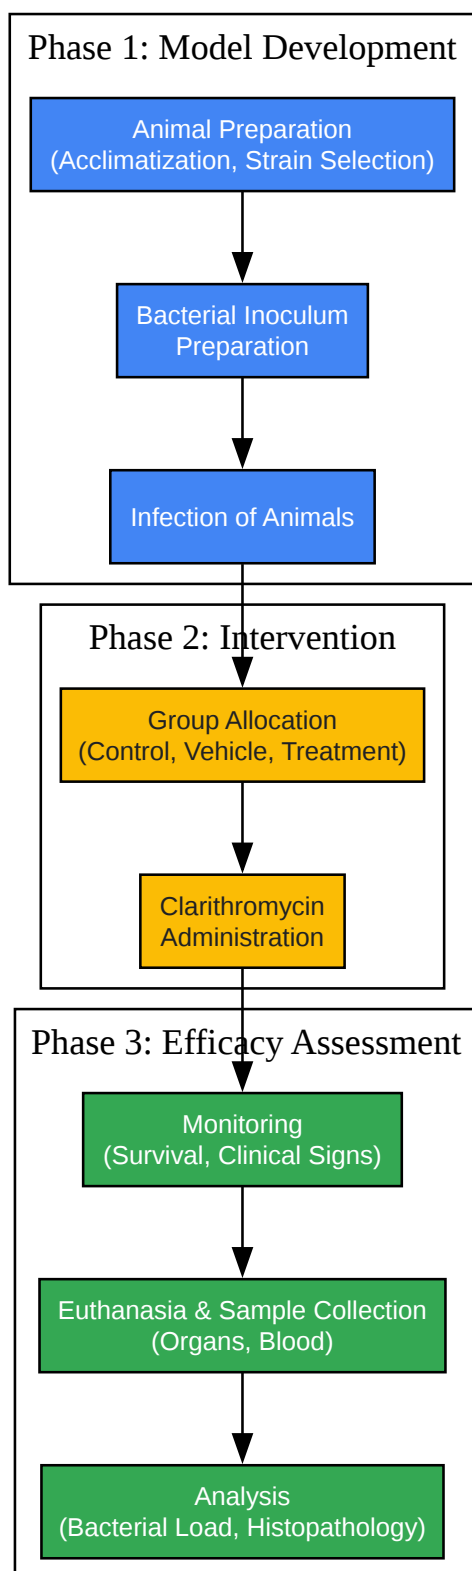 Phase 1: Model Development
Animal Preparation
(Acclimatization, Strain Selection)
Bacterial Inoculum
Preparation
Infection of Animals
Phase 2: Intervention
Group Allocation
(Control, Vehicle, Treatment)
Clarithromycin
Administration
Phase 3: Efficacy Assessment
Monitoring
(Survival, Clinical Signs)
Euthanasia & Sample Collection
(Organs, Blood)
Analysis
(Bacterial Load, Histopathology)